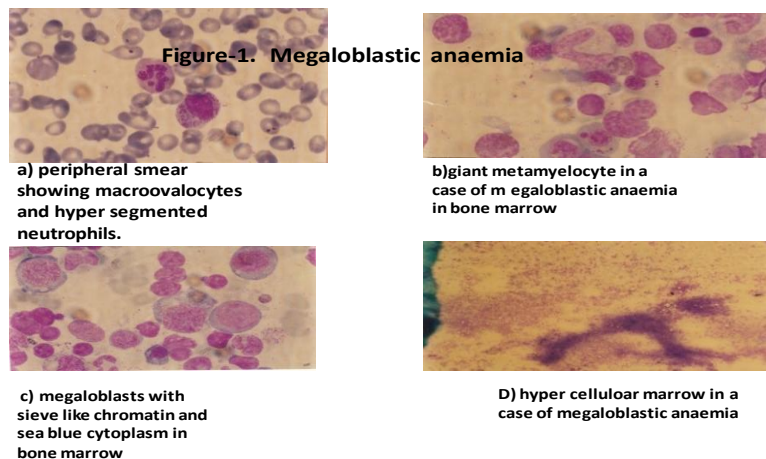 Figure-1. Megaloblastic anaemia
a) peripheral smear
showing macroovalocytes
and hyper segmented
neutrophils.
b)giant metamyelocyte in a
case of m egaloblastic anaemia
in bone marrow
c) megaloblasts with
sieve like chromatin and
sea blue cytoplasm in
bone marrow
D) hyper celluloar marrow in a
case of megaloblastic anaemia